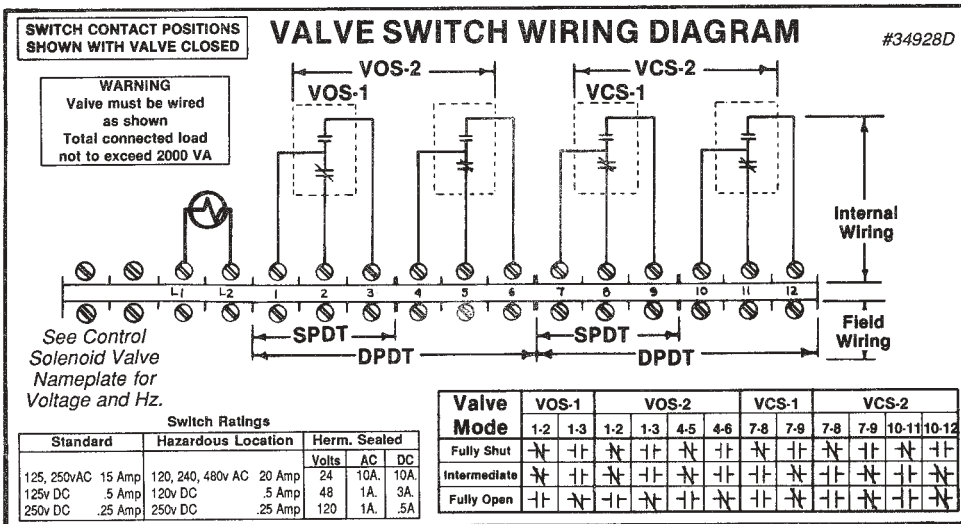 SWITCH CONTACT POSITIONS
SHOWN WITH VALVE CLOSED
VALVE SWITCH WIRING DIAGRAM
#34928D
WARNING
Valve must be wired
as shown
Total connected load
not to exceed 2000 VA
VOS-2
VOS-1
VCS-2
VCS-1
Internal
Wiring
L1 L2 1 2 3 4 5 6 7 8 9 10 11 12
Field
Wiring
SPDT
DPDT
SPDT
DPDT
See Control
Solenoid Valve
Nameplate for
Voltage and Hz.
Switch Ratings
Standard Hazardous Location Herm. Sealed
Volts AC DC
125, 250vAC 15 Amp 120, 240, 480v AC 20 Amp 24 10A. 10A.
125v DC .5 Amp 120v DC .5 Amp 48 1A. 3A.
250v DC .25 Amp 250v DC .25 Amp 120 1A. .5A
Valve Mode VOS-1 VOS-2 VCS-1 VCS-2
1-2 1-3 1-2 1-3 4-5 4-6 7-8 7-9 7-8 7-9 10-11 10-12
Fully Shut
Intermediate
Fully Open